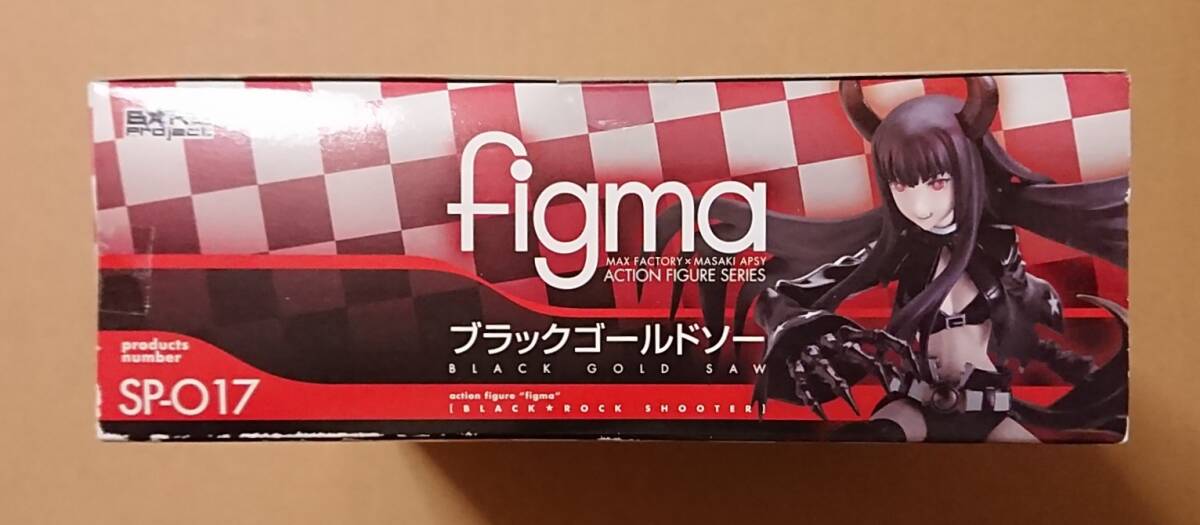 B★RS
Project
figma
MAX FACTORY×MASAKI APSY
ACTION FIGURE SERIES
ブラックゴールドソー
BLACK GOLD SAW
action figure "figma"
[BLACK★ROCK SHOOTER]
products
number
SP-017